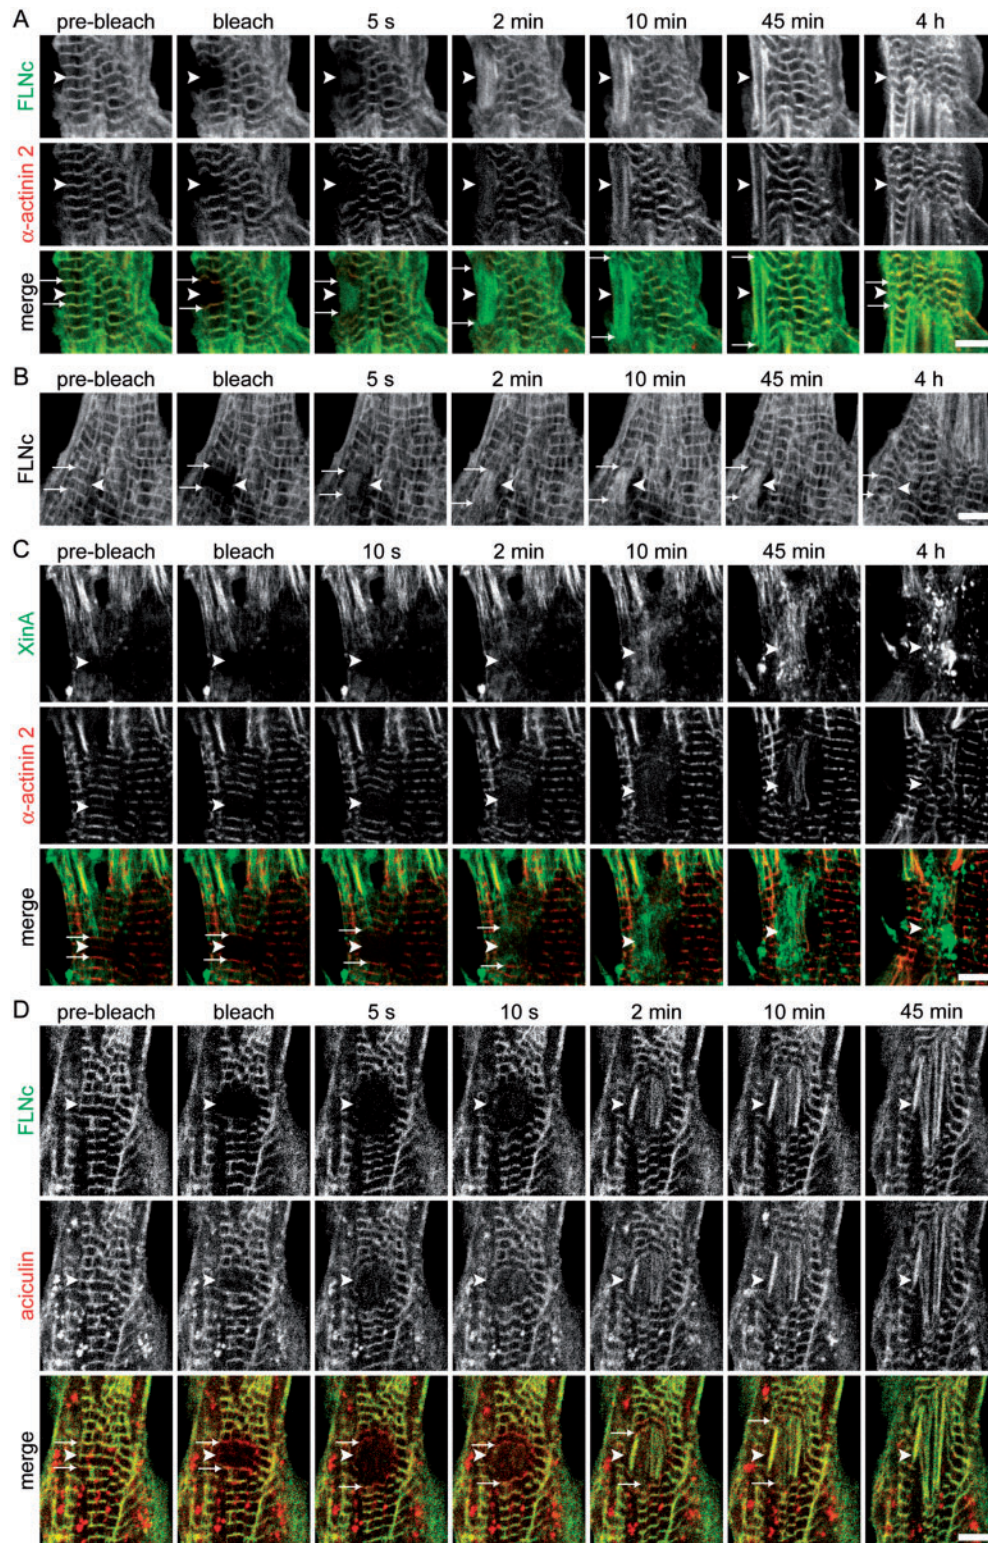 A
pre-bleach bleach 5 s 2 min 10 min 45 min 4 h
FLNc
α-actinin 2
merge
B
pre-bleach bleach 5 s 2 min 10 min 45 min 4 h
FLNc
C
pre-bleach bleach 10 s 2 min 10 min 45 min 4 h
XinA
α-actinin 2
merge
D
pre-bleach bleach 5 s 10 s 2 min 10 min 45 min
FLNc
aciculin
merge